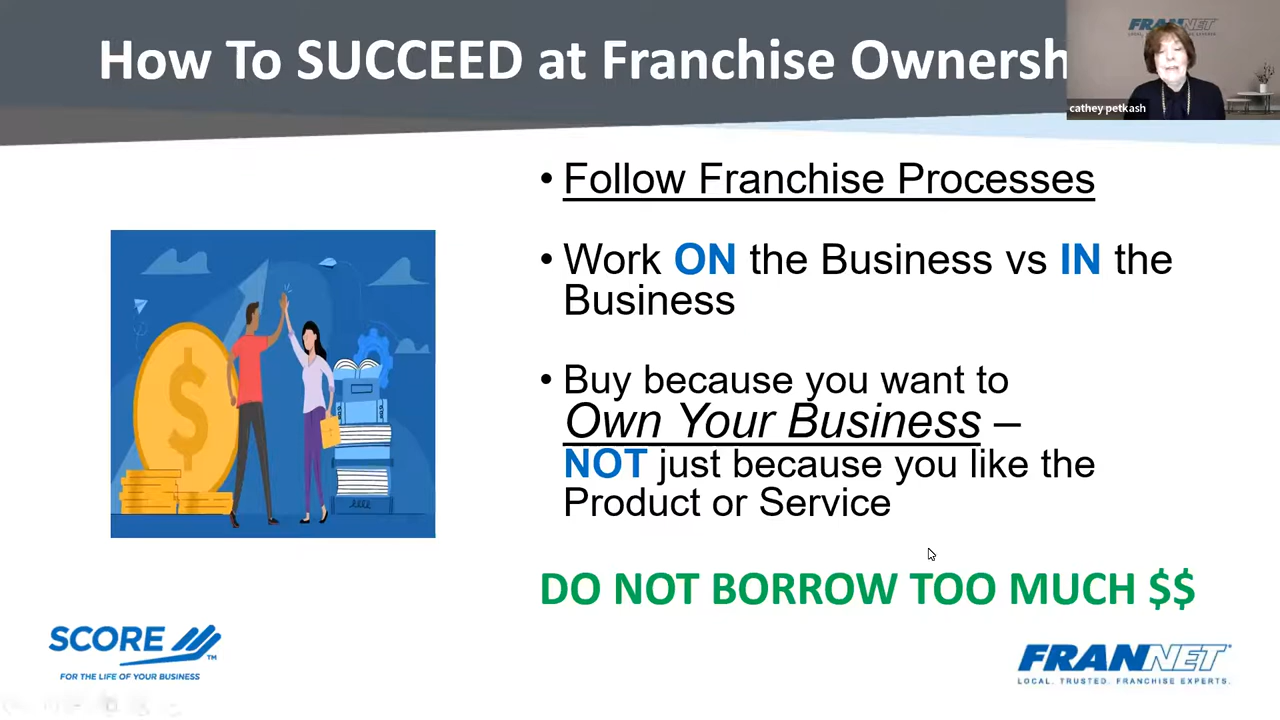 How To SUCCEED at Franchise Ownersh
FRANNET
cathey petkash
• Follow Franchise Processes
• Work ON the Business vs IN the
Business
• Buy because you want to
Own Your Business –
NOT just because you like the
Product or Service
DO NOT BORROW TOO MUCH $$
SCORE
TM
FOR THE LIFE OF YOUR BUSINESS
FRANNET
LOCAL. TRUSTED. FRANCHISE EXPERTS.